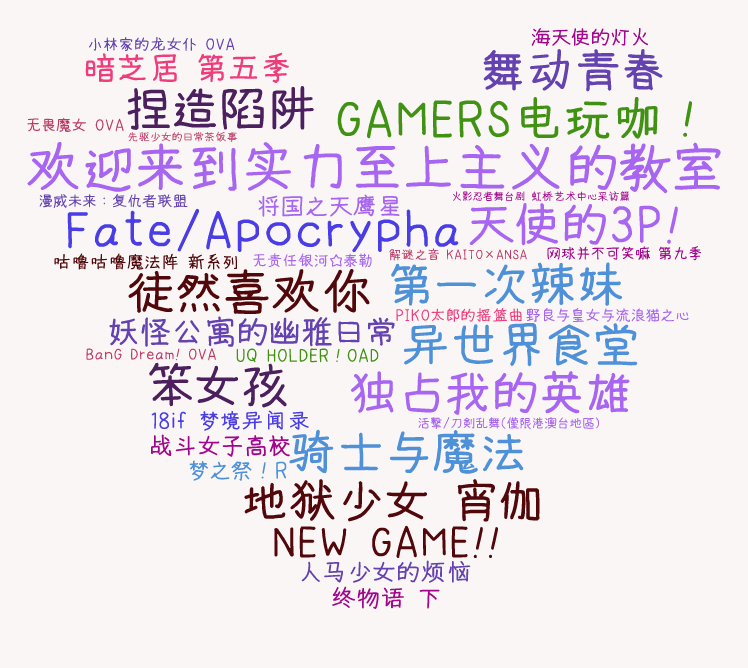 海天使的灯火
小林家的龙女仆 OVA
暗芝居 第五季
舞动青春
捏造陷阱
GAMERS电玩咖！
无畏魔女 OVA
先驱少女的日常茶饭事
欢迎来到实力至上主义的教室
漫威未来：复仇者联盟
将国之天鹰星
火影忍者舞台剧 虹桥艺术中心采访篇
Fate/Apocrypha
天使的3P!
咕噜咕噜魔法阵 新系列
无责任银河☆泰勒
解谜之音 KAITO×ANSA
网球并不可笑嘛 第九季
徒然喜欢你
第一次辣妹
PIKO太郎的摇篮曲
野良与皇女与流浪猫之心
妖怪公寓的幽雅日常
异世界食堂
BanG Dream! OVA
UQ HOLDER！OAD
笨女孩
独占我的英雄
18if 梦境异闻录
活撃/刀剣乱舞(僅限港澳台地區)
战斗女子高校
骑士与魔法
梦之祭！R
地狱少女 宵伽
NEW GAME!!
人马少女的烦恼
终物语 下